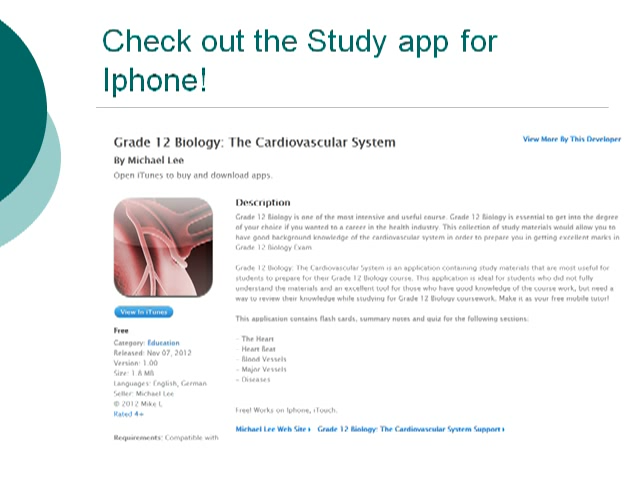 Check out the Study app for
Iphone!
Grade 12 Biology: The Cardiovascular System
View More By This Developer
By Michael Lee
Open iTunes to buy and download apps.
Description
Grade 12 Biology is one of the most intensive and useful course. Grade 12 Biology is essential to get into the degree
of your choice if you wanted to a career in the health industry. This collection of study materials would allow you to
have good background knowledge of the cardiovascular system in order to prepare you in getting excellent marks in
Grade 12 Biology Exam
Grade 12 Biology: The Cardiovascular System is an application containing study materials that are most useful for
students to prepare for their Grade 12 Biology course. This application is ideal for students who did not fully
understand the materials and an excellent tool for those who have good knowledge of the course work, but need a
way to review their knowledge while studying for Grade 12 Biology coursework. Make it as your free mobile tutor!
This application contains flash cards, summary notes and quiz for the following sections:
- The Heart
- Heart Beat
- Blood Vessels
- Major Vessels
- Diseases
Free! Works on Iphone, iTouch.
Michael Lee Web Site
Grade 12 Biology: The Cardiovascular System Support
View In iTunes
Free
Category: Education
Released: Nov 07, 2012
Version: 1.00
Size: 1.8 MB
Languages: English, German
Seller: Michael Lee
© 2012 Mike L
Rated 4+
Requirements: Compatible with